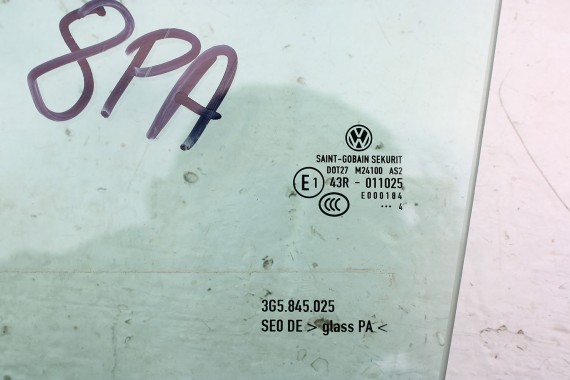 8PA
VW
SAINT-GOBAIN SEKURIT
DOT27 M24100 AS2
E1 43R - 011025
E000184
CCC ··· 4
3G5.845.025
SEO DE > glass PA <